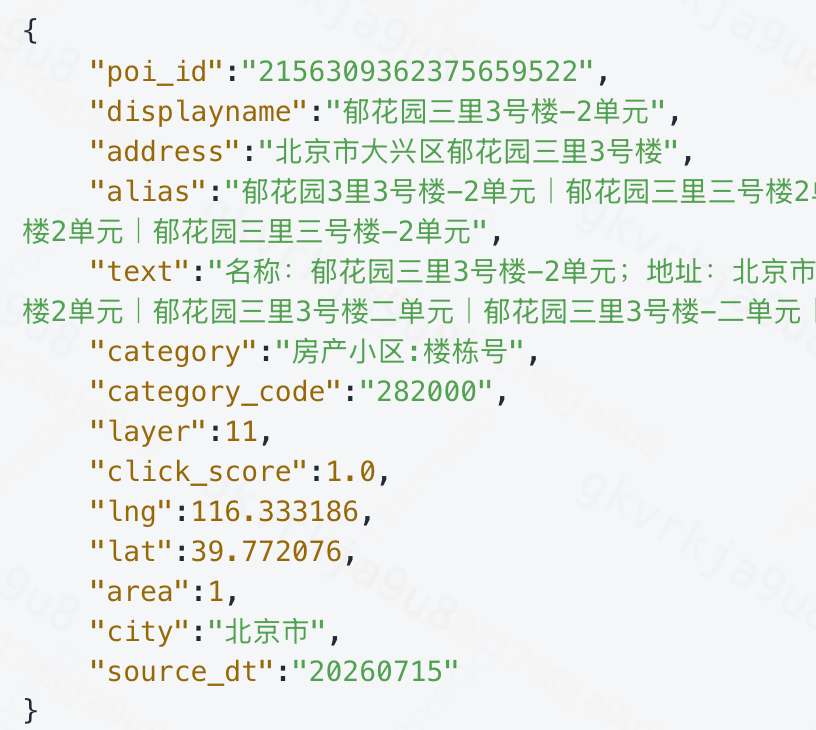 {
"poi_id":"2156309362375659522",
"displayname":"郁花园三里3号楼-2单元",
"address":"北京市大兴区郁花园三里3号楼",
"alias":"郁花园3里3号楼-2单元|郁花园三里三号楼2
楼2单元|郁花园三里三号楼-2单元",
"text":"名称：郁花园三里3号楼-2单元；地址：北京市
楼2单元|郁花园三里3号楼二单元|郁花园三里3号楼-二单元|
"category":"房产小区:楼栋号",
"category_code":"282000",
"layer":11,
"click_score":1.0,
"lng":116.333186,
"lat":39.772076,
"area":1,
"city":"北京市",
"source_dt":"20260715"
}